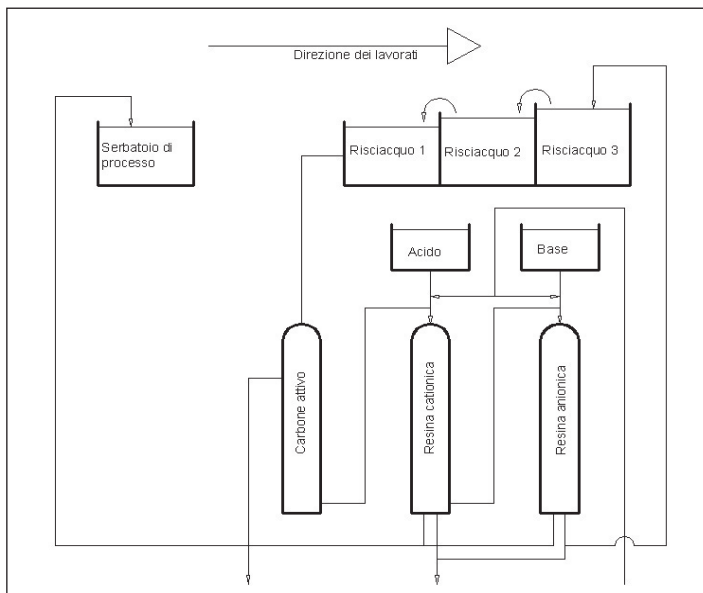 Direzione dei lavorati
Serbatoio di
processo
Risciacquo 1
Risciacquo 2
Risciacquo 3
Acido
Base
Carbone attivo
Resina cationica
Resina anionica